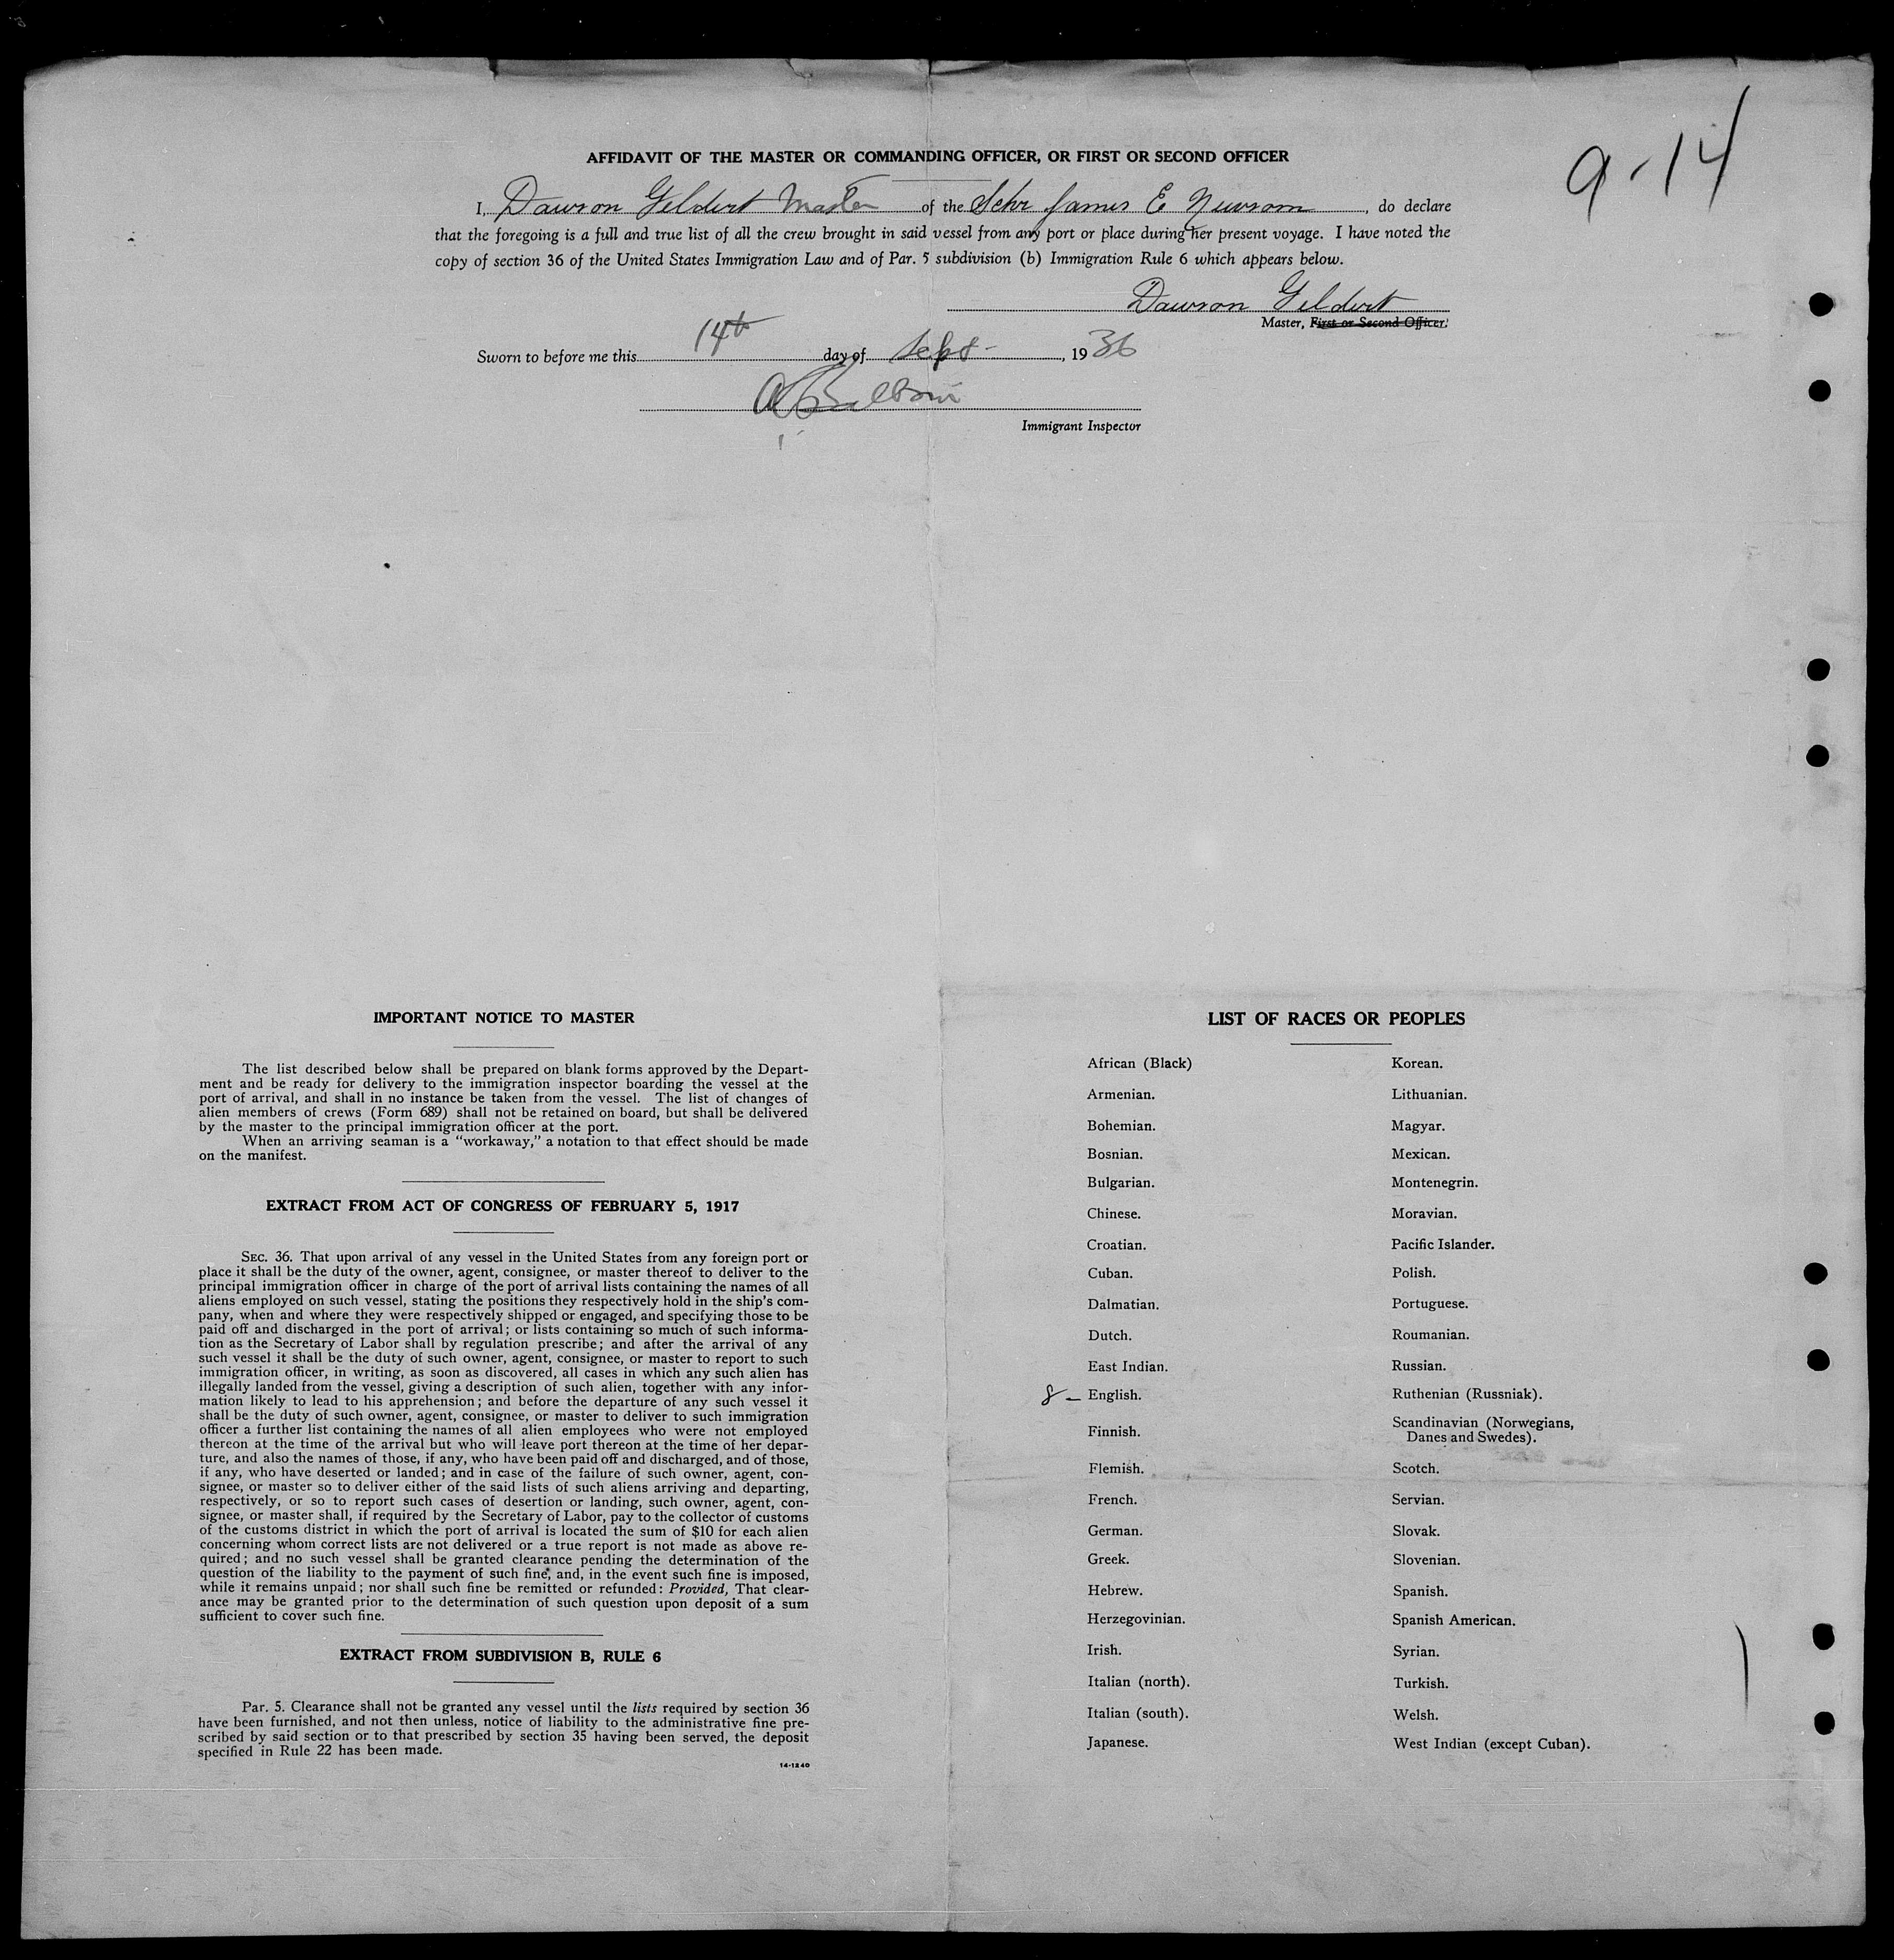 9-14
AFFIDAVIT OF THE MASTER OR COMMANDING OFFICER, OR FIRST OR SECOND OFFICER
I, Dawson Geldert Master of the Schr James E Newsom, do declare
that the foregoing is a full and true list of all the crew brought in said vessel from any port or place during her present voyage. I have noted the
copy of section 36 of the United States Immigration Law and of Par. 5 subdivision (b) Immigration Rule 6 which appears below.
Dawson Geldert
Master, First or Second Officer.
Sworn to before me this 14th day of Sept - , 1936
Immigrant Inspector
IMPORTANT NOTICE TO MASTER
The list described below shall be prepared on blank forms approved by the Depart-
ment and be ready for delivery to the immigration inspector boarding the vessel at the
port of arrival, and shall in no instance be taken from the vessel. The list of changes of
alien members of crews (Form 689) shall not be retained on board, but shall be delivered
by the master to the principal immigration officer at the port.
When an arriving seaman is a "workaway," a notation to that effect should be made
on the manifest.
EXTRACT FROM ACT OF CONGRESS OF FEBRUARY 5, 1917
SEC. 36. That upon arrival of any vessel in the United States from any foreign port or
place it shall be the duty of the owner, agent, consignee, or master thereof to deliver to the
principal immigration officer in charge of the port of arrival lists containing the names of all
aliens employed on such vessel, stating the positions they respectively hold in the ship's com-
pany, when and where they were respectively shipped or engaged, and specifying those to be
paid off and discharged in the port of arrival; or lists containing so much of such informa-
tion as the Secretary of Labor shall by regulation prescribe; and after the arrival of any
such vessel it shall be the duty of such owner, agent, consignee, or master to report to such
immigration officer, in writing, as soon as discovered, all cases in which any such alien has
illegally landed from the vessel, giving a description of such alien, together with any infor-
mation likely to lead to his apprehension; and before the departure of any such vessel it
shall be the duty of such owner, agent, consignee, or master to deliver to such immigration
officer a further list containing the names of all alien employees who were not employed
thereon at the time of the arrival but who will leave port thereon at the time of her depar-
ture, and also the names of those, if any, who have been paid off and discharged, and of those,
if any, who have deserted or landed; and in case of the failure of such owner, agent, con-
signee, or master so to deliver either of the said lists of such aliens arriving and departing,
respectively, or so to report such cases of desertion or landing, such owner, agent, con-
signee, or master shall, if required by the Secretary of Labor, pay to the collector of customs
of the customs district in which the port of arrival is located the sum of $10 for each alien
concerning whom correct lists are not delivered or a true report is not made as above re-
quired; and no such vessel shall be granted clearance pending the determination of the
question of the liability to the payment of such fine, and, in the event such fine is imposed,
while it remains unpaid; nor shall such fine be remitted or refunded: Provided, That clear-
ance may be granted prior to the determination of such question upon deposit of a sum
sufficient to cover such fine.
EXTRACT FROM SUBDIVISION B, RULE 6
Par. 5. Clearance shall not be granted any vessel until the lists required by section 36
have been furnished, and not then unless, notice of liability to the administrative fine pre-
scribed by said section or to that prescribed by section 35 having been served, the deposit
specified in Rule 22 has been made.
14-1240
LIST OF RACES OR PEOPLES
African (Black)
Armenian.
Bohemian.
Bosnian.
Bulgarian.
Chinese.
Croatian.
Cuban.
Dalmatian.
Dutch.
East Indian.
8 - English.
Finnish.
Flemish.
French.
German.
Greek.
Hebrew.
Herzegovinian.
Irish.
Italian (north).
Italian (south).
Japanese.
Korean.
Lithuanian.
Magyar.
Mexican.
Montenegrin.
Moravian.
Pacific Islander.
Polish.
Portuguese.
Roumanian.
Russian.
Ruthenian (Russniak).
Scandinavian (Norwegians,
Danes and Swedes).
Scotch.
Servian.
Slovak.
Slovenian.
Spanish.
Spanish American.
Syrian.
Turkish.
Welsh.
West Indian (except Cuban).